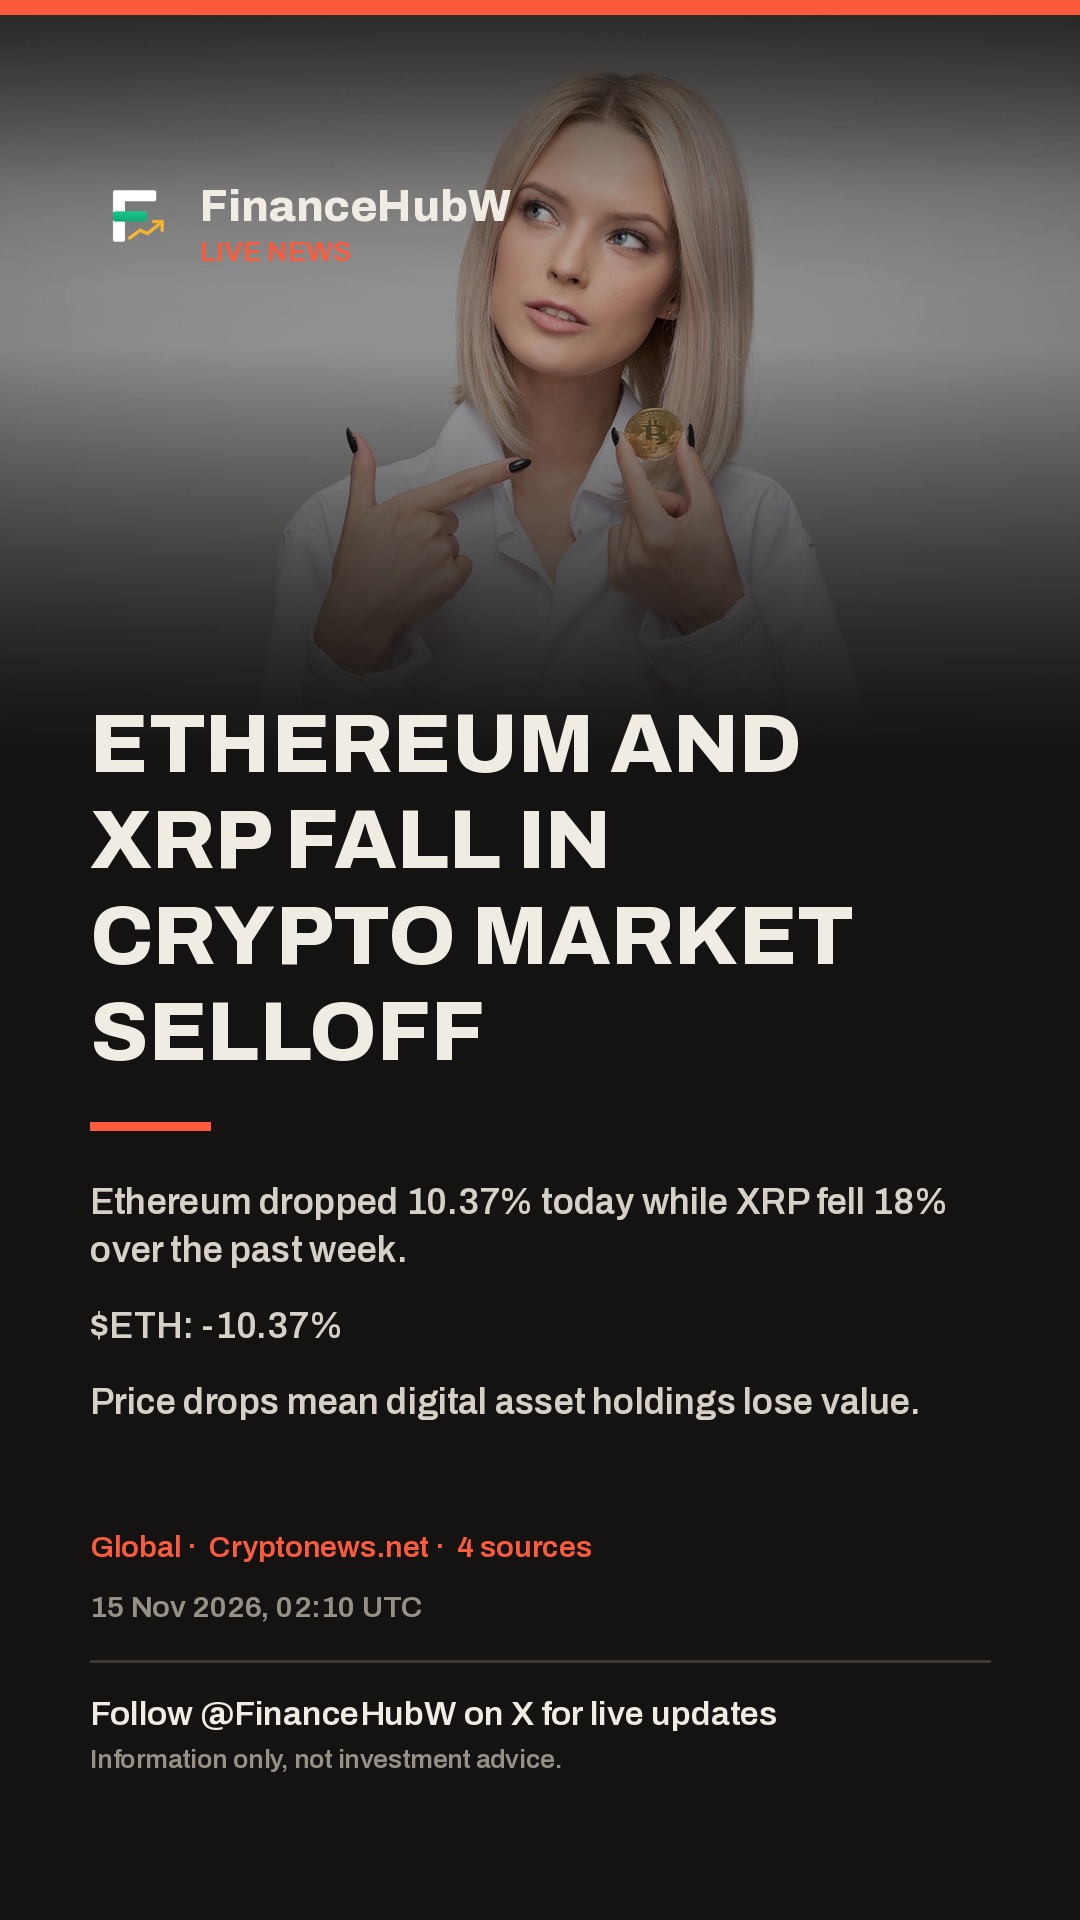 FinanceHubW
LIVE NEWS
ETHEREUM AND
XRP FALL IN
CRYPTO MARKET
SELLOFF
Ethereum dropped 10.37% today while XRP fell 18%
over the past week.
$ETH: -10.37%
Price drops mean digital asset holdings lose value.
Global · Cryptonews.net · 4 sources
15 Nov 2026, 02:10 UTC
Follow @FinanceHubW on X for live updates
Information only, not investment advice.